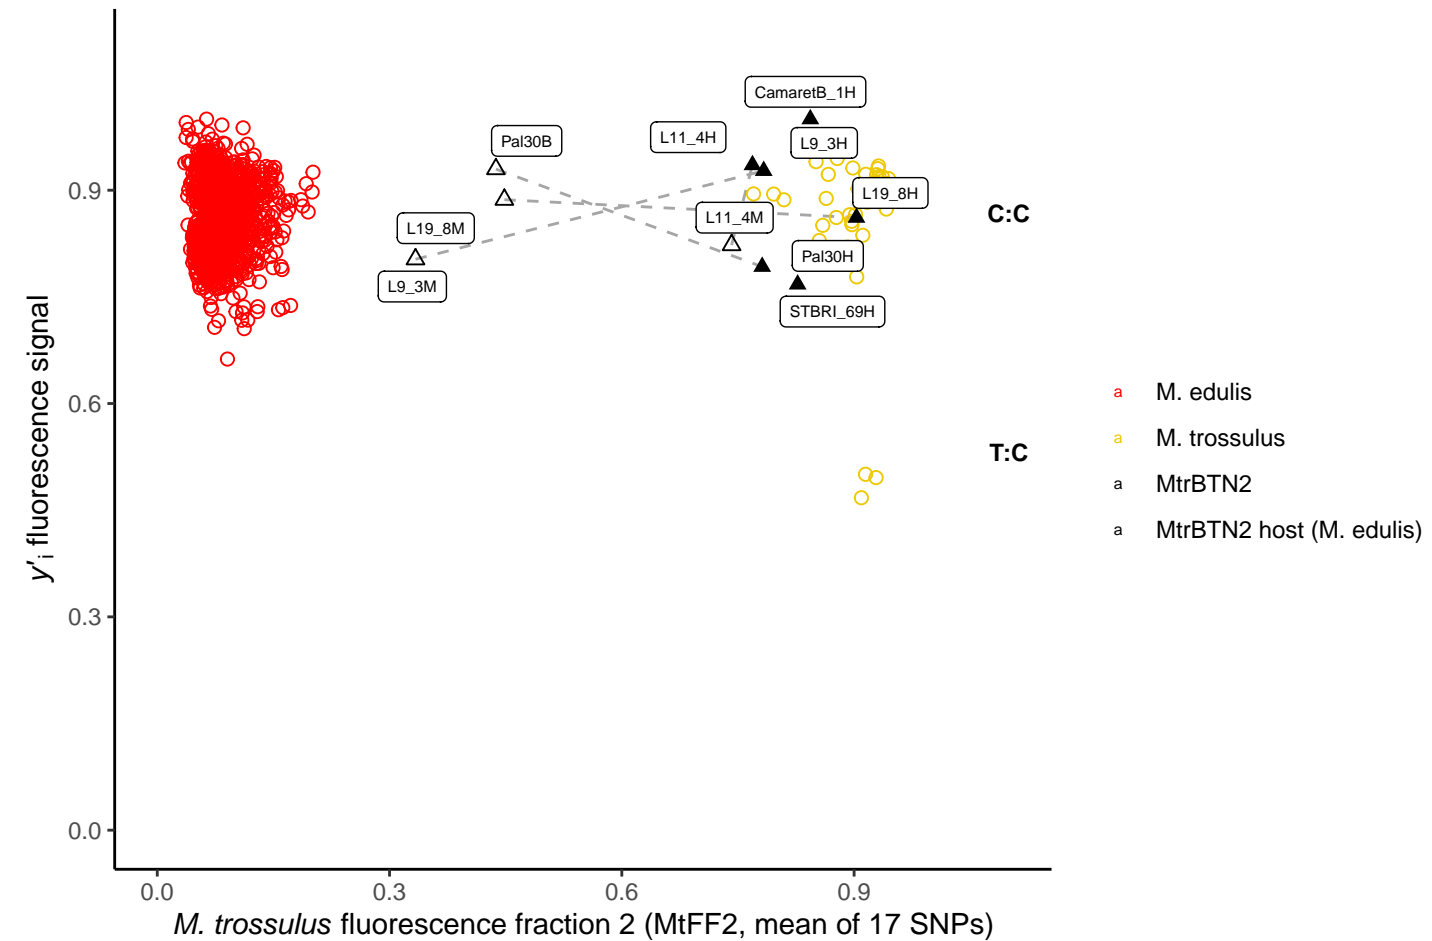 CamaretB_1H
L11_4H
Pal30B
L9_3H
L19_8H
L11_4M
L19_8M
Pal30H
L9_3M
STBRI_69H
C:C
T:C
0.9
0.6
0.3
0.0
y'i fluorescence signal
0.0
0.3
0.6
0.9
M. trossulus fluorescence fraction 2 (MtFF2, mean of 17 SNPs)
a M. edulis
a M. trossulus
a MtrBTN2
a MtrBTN2 host (M. edulis)